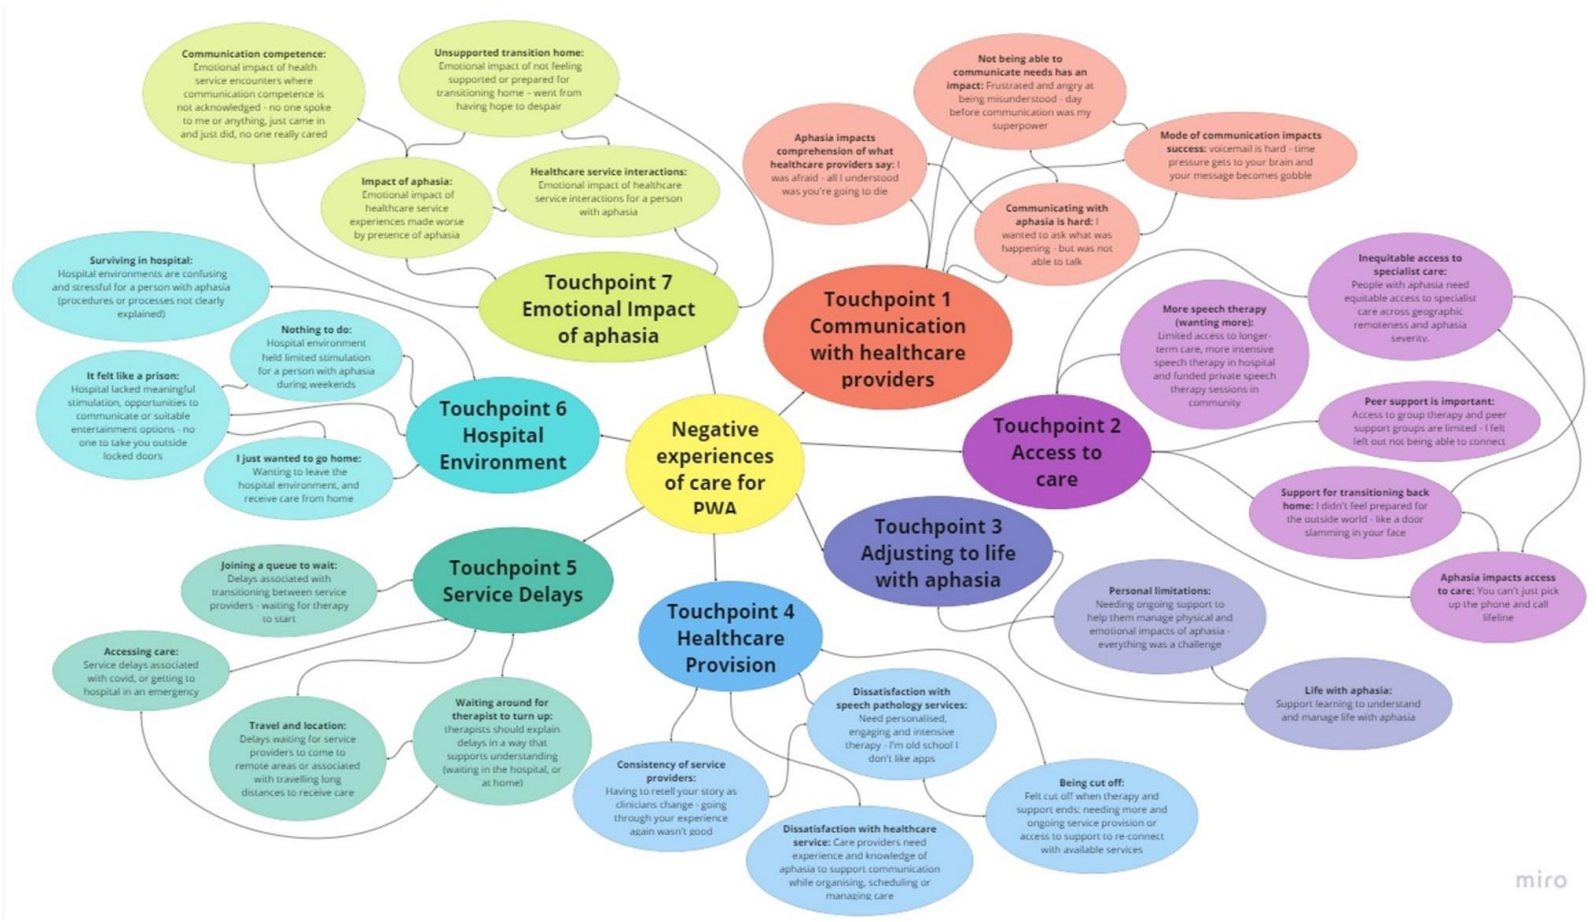 Negative
experiences
of care for
PWA
Touchpoint 1
Communication
with healthcare
providers
Aphasia impacts
comprehension of what
healthcare providers say: I
was afraid - all I understood
was you're going to die
Not being able to
communicate needs has an
impact: Frustrated and angry at
being misunderstood - day
before communication was my
superpower
Mode of communication impacts
success: voicemail is hard - time
pressure gets to your brain and
your message becomes gobble
Communicating with
aphasia is hard: I
wanted to ask what was
happening - but was not
able to talk
Touchpoint 2
Access to
care
Inequitable access to
specialist care:
People with aphasia need
equitable access to specialist
care across geographic
remoteness and aphasia
severity.
More speech therapy
(wanting more):
Limited access to longer-
term care, more intensive
speech therapy in hospital
and funded private speech
therapy sessions in
community
Peer support is important:
Access to group therapy and peer
support groups are limited - I felt
left out not being able to connect
Support for transitioning back
home: I didn't feel prepared for
the outside world - like a door
slamming in your face
Aphasia impacts access
to care: You can't just pick
up the phone and call
lifeline
Touchpoint 3
Adjusting to life
with aphasia
Personal limitations:
Needing ongoing support to
help them manage physical and
emotional impacts of aphasia -
everything was a challenge
Life with aphasia:
Support learning to understand
and manage life with aphasia
Touchpoint 4
Healthcare
Provision
Dissatisfaction with
speech pathology services:
Need personalised,
engaging and intensive
therapy - I'm old school I
don't like apps
Being cut off:
Felt cut off when therapy and
support ends: needing more and
ongoing service provision or
access to support to re-connect
with available services
Consistency of service
providers:
Having to retell your story as
clinicians change - going
through your experience
again wasn't good
Dissatisfaction with healthcare
service: Care providers need
experience and knowledge of
aphasia to support communication
while organising, scheduling or
managing care
Touchpoint 5
Service Delays
Joining a queue to wait:
Delays associated with
transitioning between service
providers - waiting for therapy
to start
Accessing care:
Service delays associated
with covid, or getting to
hospital in an emergency
Travel and location:
Delays waiting for service
providers to come to
remote areas or associated
with travelling long
distances to receive care
Waiting around for
therapist to turn up:
therapists should explain
delays in a way that
supports understanding
(waiting in the hospital, or
at home)
Touchpoint 6
Hospital
Environment
Surviving in hospital:
Hospital environments are confusing
and stressful for a person with aphasia
(procedures or processes not clearly
explained)
Nothing to do:
Hospital environment
held limited stimulation
for a person with aphasia
during weekends
It felt like a prison:
Hospital lacked meaningful
stimulation, opportunities to
communicate or suitable
entertainment options - no
one to take you outside
locked doors
I just wanted to go home:
Wanting to leave the
hospital environment, and
receive care from home
Touchpoint 7
Emotional Impact
of aphasia
Communication competence:
Emotional impact of health
service encounters where
communication competence is
not acknowledged - no one spoke
to me or anything, just came in
and just did, no one really cared
Unsupported transition home:
Emotional impact of not feeling
supported or prepared for
transitioning home – went from
having hope to despair
Impact of aphasia:
Emotional impact of
healthcare service
experiences made worse
by presence of aphasia
Healthcare service interactions:
Emotional impact of healthcare
service interactions for a person
with aphasia
miro